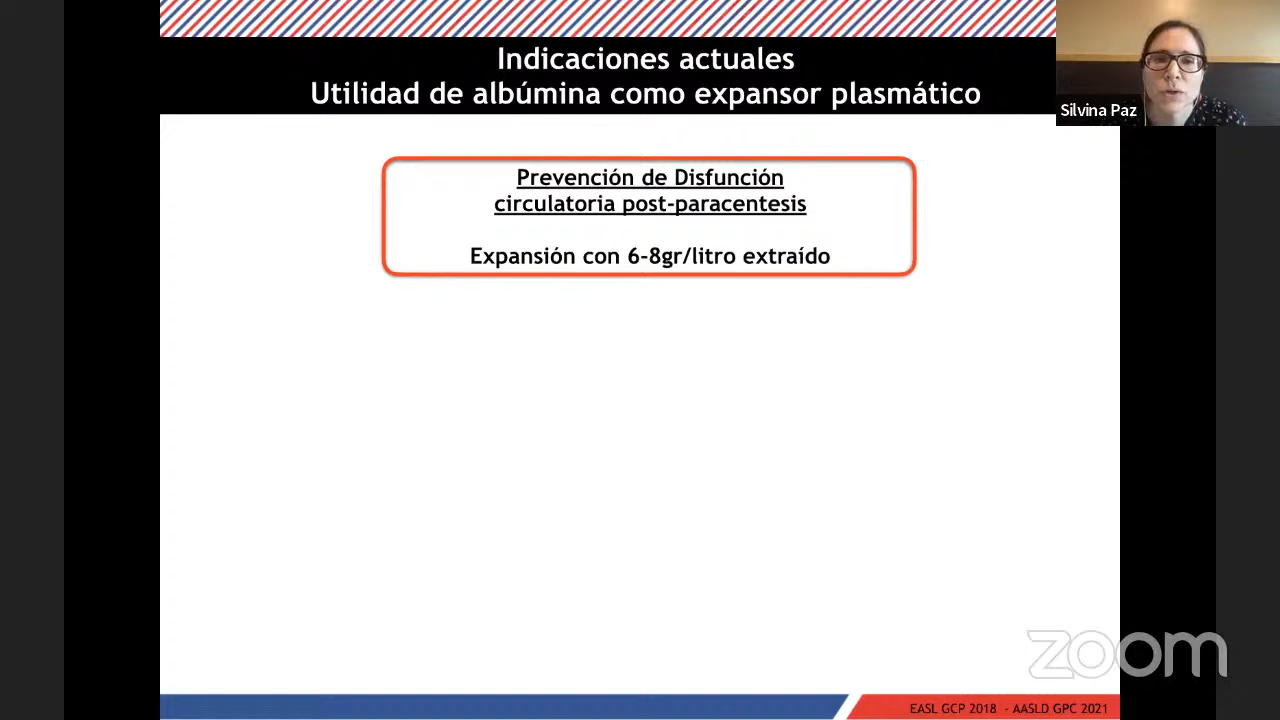 Indicaciones actuales
Utilidad de albúmina como expansor plasmático
Silvina Paz
Prevención de Disfunción
circulatoria post-paracentesis
Expansión con 6-8gr/litro extraído
zoom
EASL GCP 2018 - AASLD GPC 2021